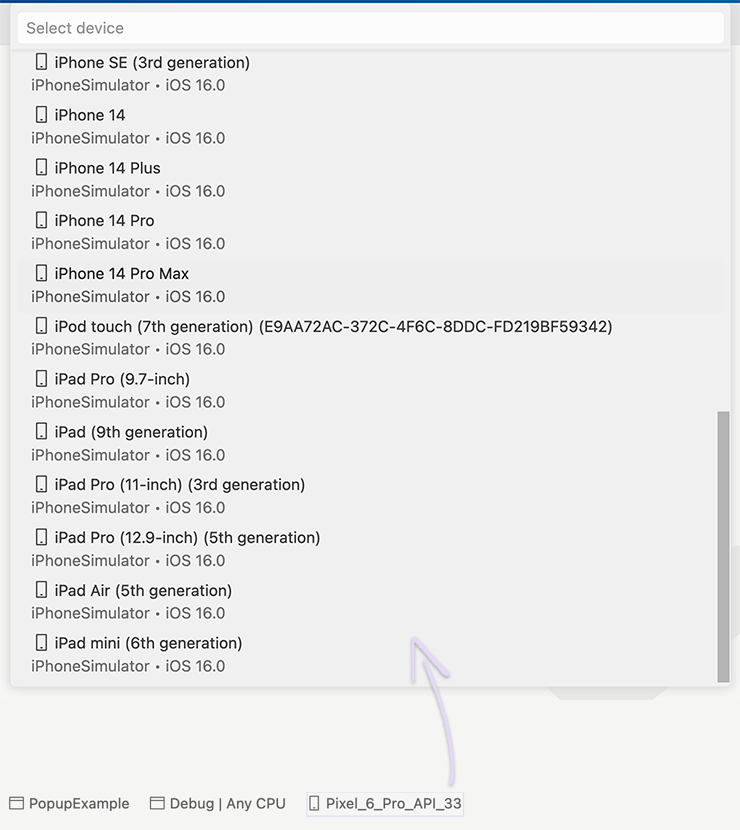 Select device
iPhone SE (3rd generation)
iPhoneSimulator • iOS 16.0
iPhone 14
iPhoneSimulator • iOS 16.0
iPhone 14 Plus
iPhoneSimulator • iOS 16.0
iPhone 14 Pro
iPhoneSimulator • iOS 16.0
iPhone 14 Pro Max
iPhoneSimulator • iOS 16.0
iPod touch (7th generation) (E9AA72AC-372C-4F6C-8DDC-FD219BF59342)
iPhoneSimulator • iOS 16.0
iPad Pro (9.7-inch)
iPhoneSimulator • iOS 16.0
iPad (9th generation)
iPhoneSimulator • iOS 16.0
iPad Pro (11-inch) (3rd generation)
iPhoneSimulator • iOS 16.0
iPad Pro (12.9-inch) (5th generation)
iPhoneSimulator • iOS 16.0
iPad Air (5th generation)
iPhoneSimulator • iOS 16.0
iPad mini (6th generation)
iPhoneSimulator • iOS 16.0
PopupExample Debug | Any CPU Pixel_6_Pro_API_33